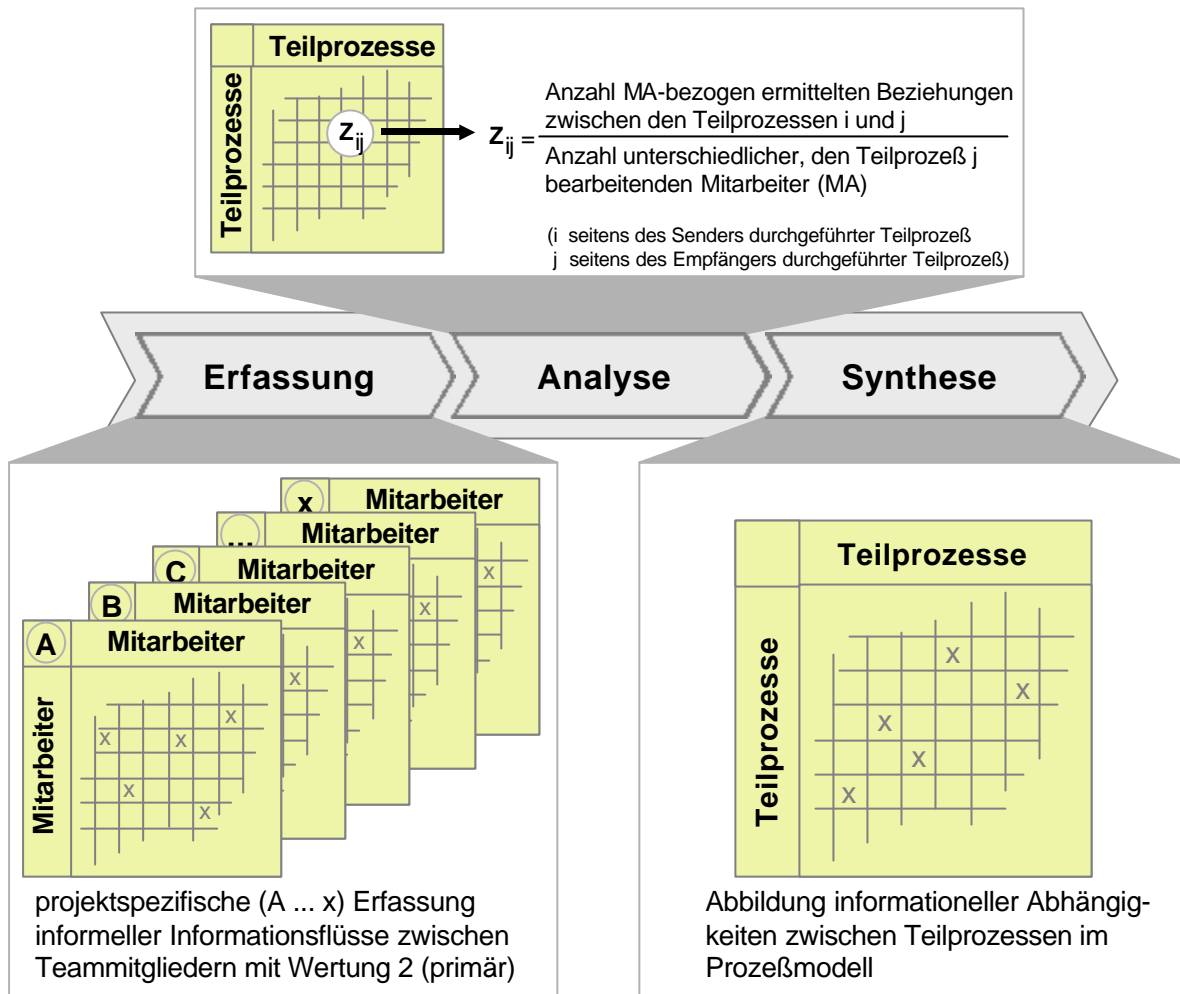 Teilprozesse
Teilprozesse
Zij
Zij =
Anzahl MA-bezogen ermittelten Beziehungen
zwischen den Teilprozessen i und j
Anzahl unterschiedlicher, den Teilprozeß j
bearbeitenden Mitarbeiter (MA)
(i seitens des Senders durchgeführter Teilprozeß
j seitens des Empfängers durchgeführter Teilprozeß)
Erfassung
Analyse
Synthese
x Mitarbeiter
... Mitarbeiter
C Mitarbeiter
B Mitarbeiter
A Mitarbeiter
Mitarbeiter
x
x
x
x
x
x
x
x
x
projektspezifische (A ... x) Erfassung
informeller Informationsflüsse zwischen
Teammitgliedern mit Wertung 2 (primär)
Teilprozesse
Teilprozesse
x
x
x
x
x
Abbildung informationeller Abhängig-
keiten zwischen Teilprozessen im
Prozeßmodell